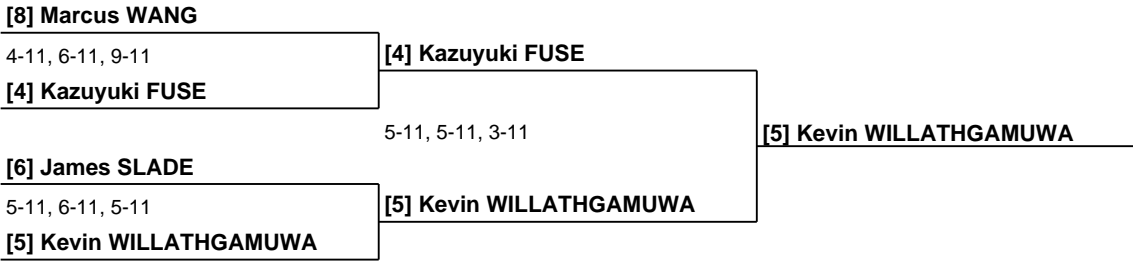 [8] Marcus WANG
4-11, 6-11, 9-11
[4] Kazuyuki FUSE
[4] Kazuyuki FUSE
5-11, 5-11, 3-11
[5] Kevin WILLATHGAMUWA
[6] James SLADE
5-11, 6-11, 5-11
[5] Kevin WILLATHGAMUWA
[5] Kevin WILLATHGAMUWA